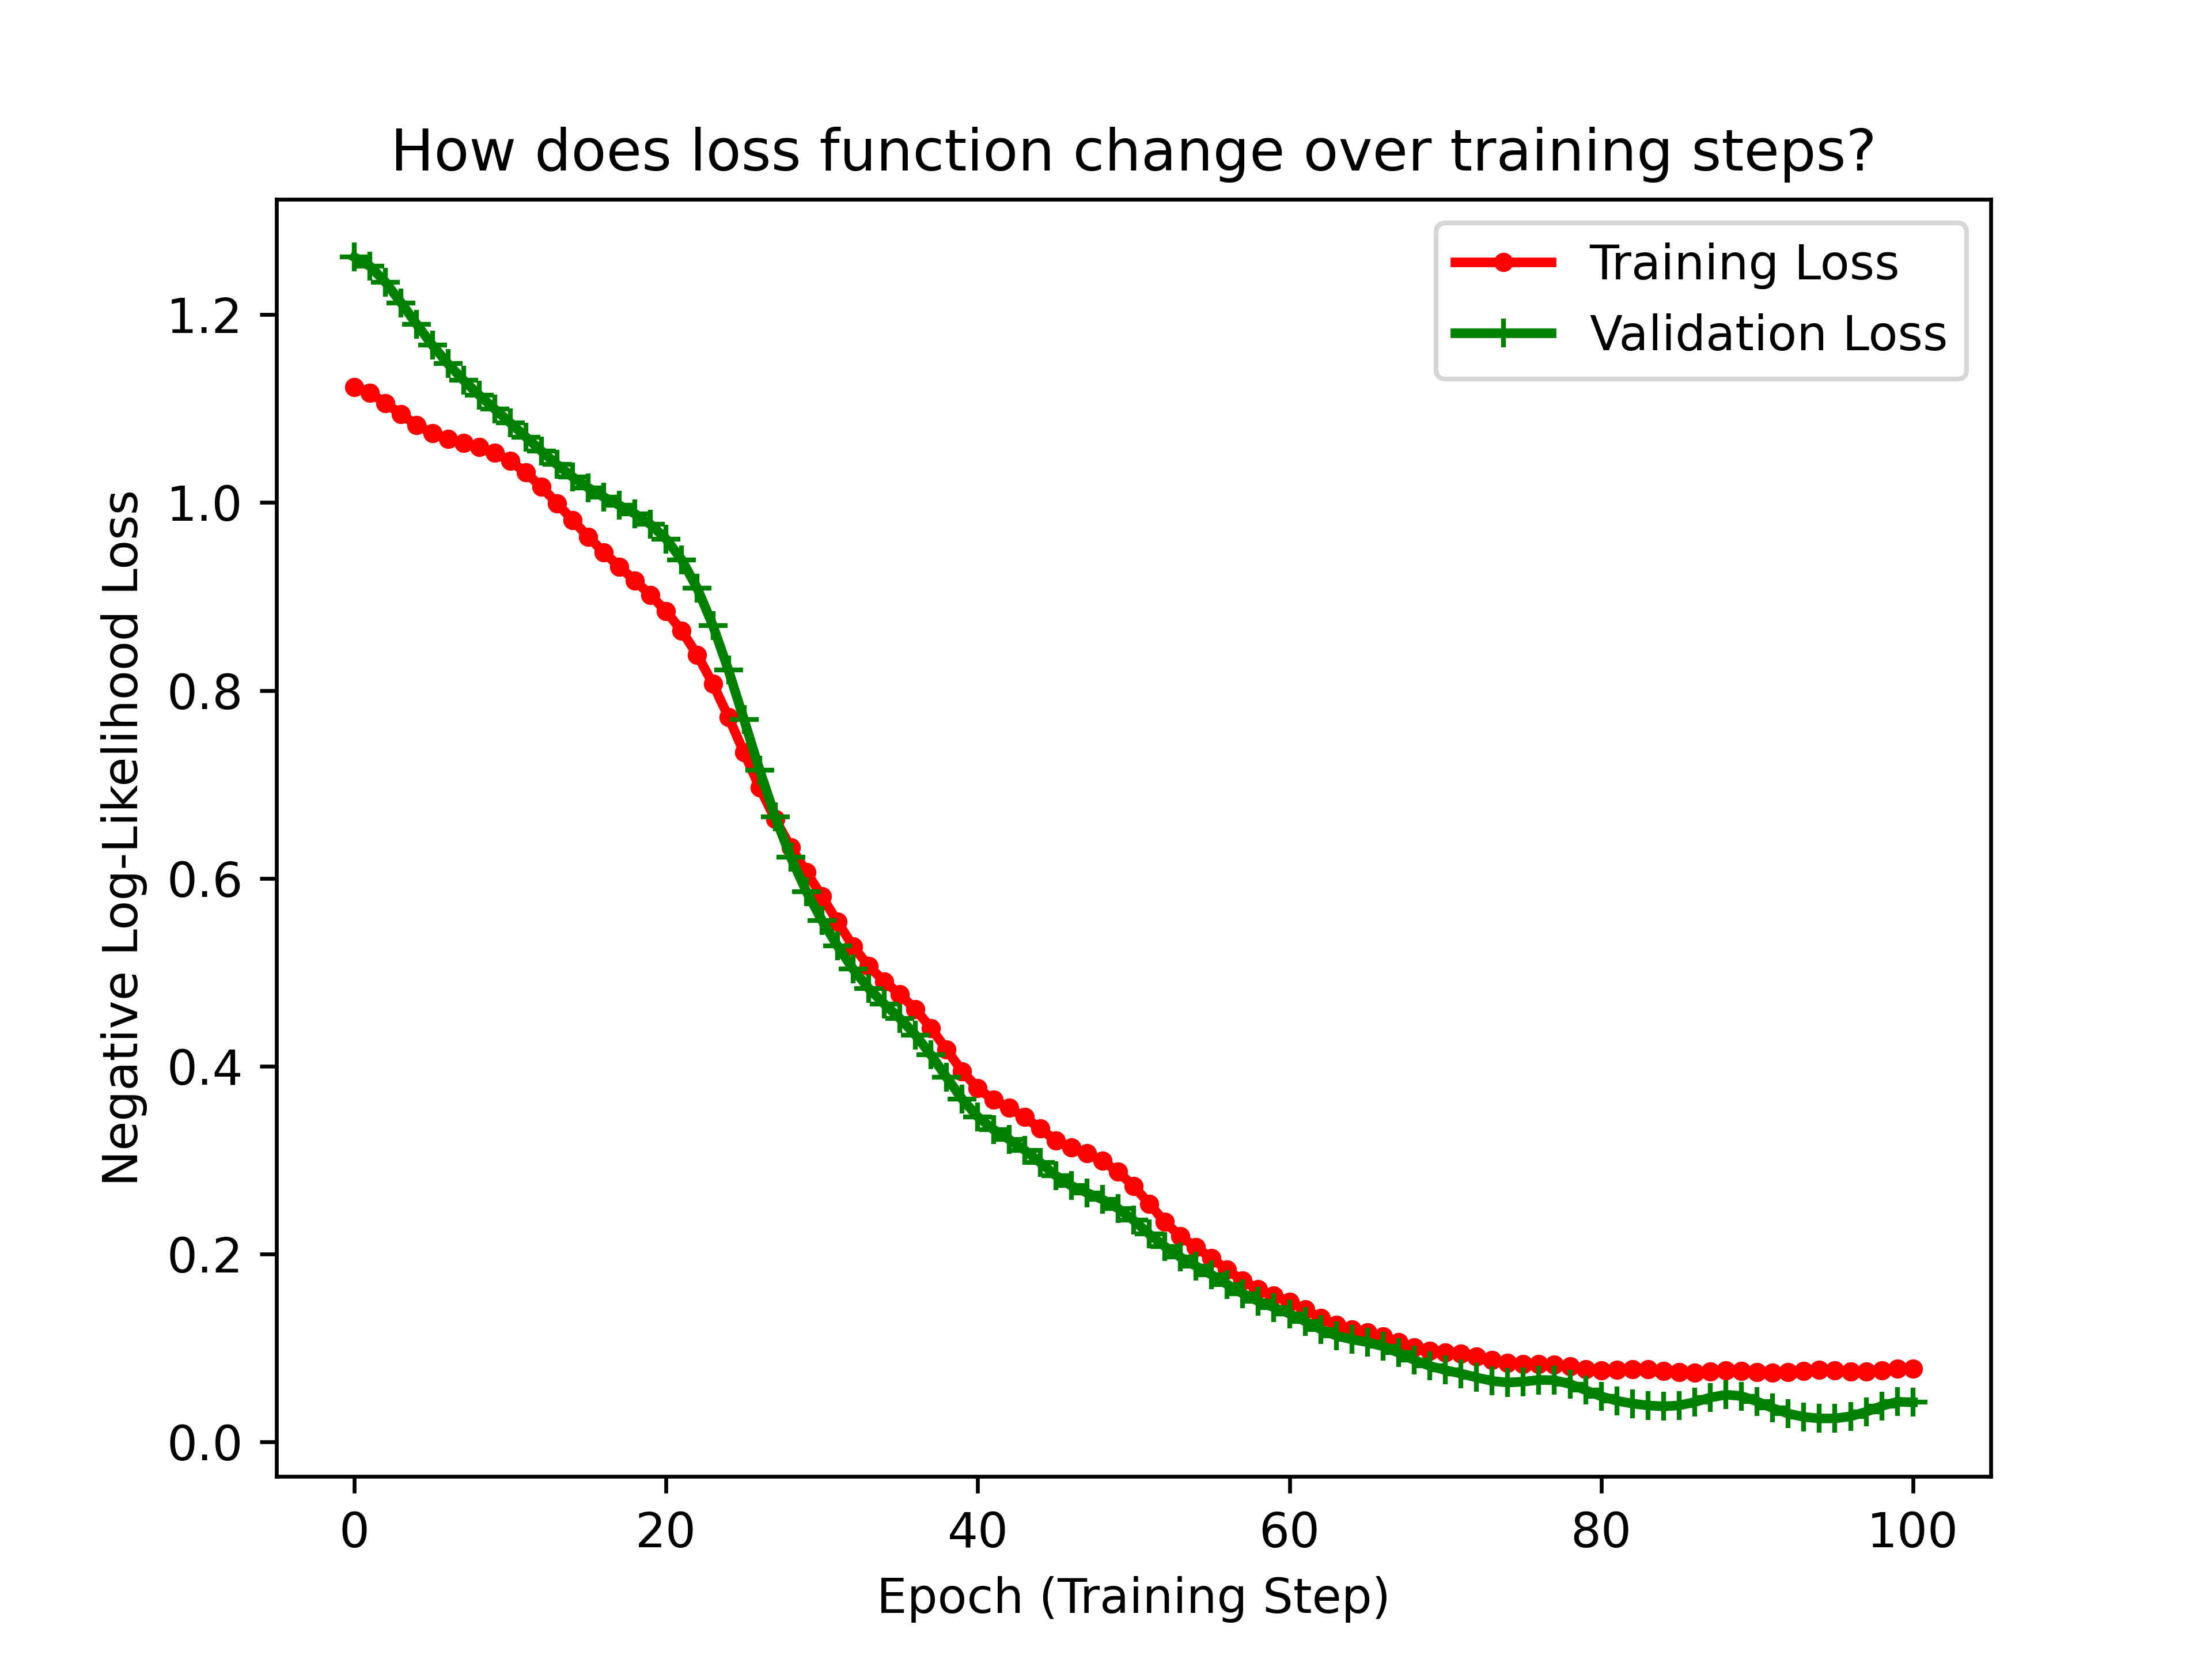 How does loss function change over training steps?
Training Loss
Validation Loss
Negative Log-Likelihood Loss
1.2
1.0
0.8
0.6
0.4
0.2
0.0
0 20 40 60 80 100
Epoch (Training Step)